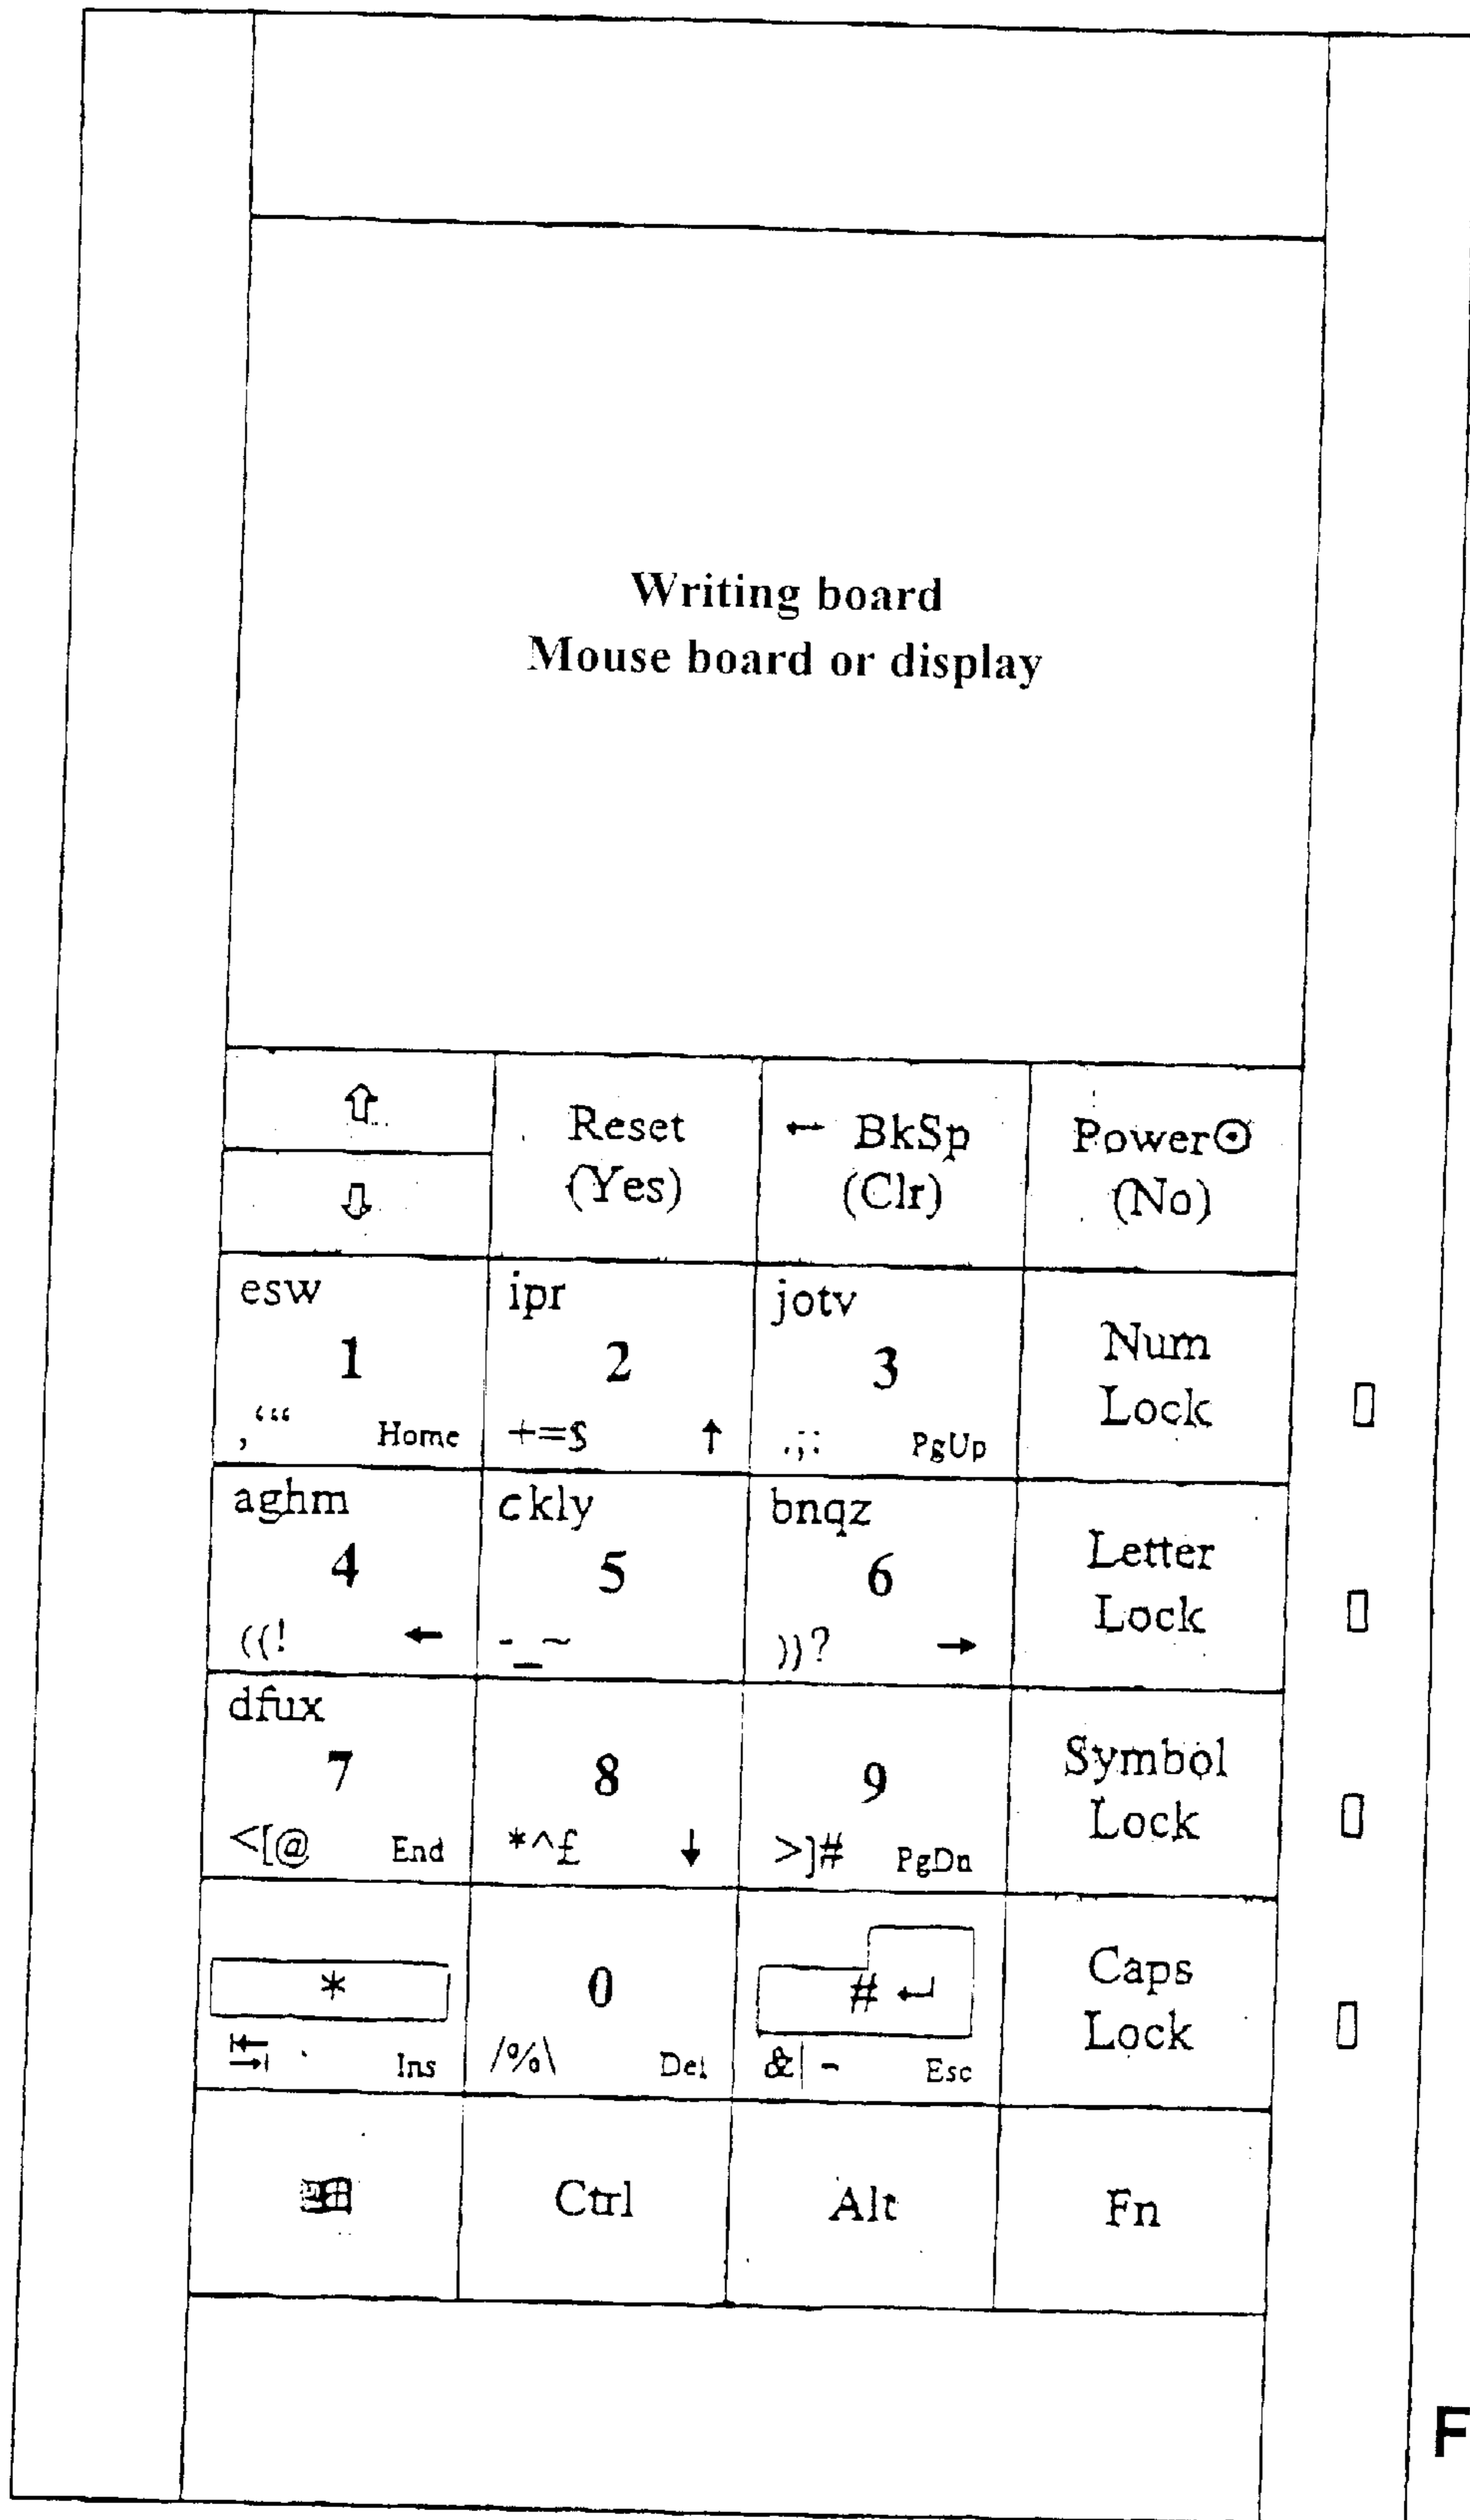 Writing board
Mouse board or display
⇧
Reset
(Yes)
← BkSp
(Clr)
Power⊙
(No)
⇩
esw
1
,“‘ Home
ipr
2
+=$ ↑
jotv
3
.,;: PgUp
Num
Lock
aghm
4
((! ←
ckly
5
-_~
bnqz
6
))? →
Letter
Lock
dfux
7
<[@ End
8
*^£ ↓
9
>]# PgDn
Symbol
Lock
*
Ins
0
/%\ Del
# ↵
&| - Esc
Caps
Lock
Ctrl
Alt
Fn
F